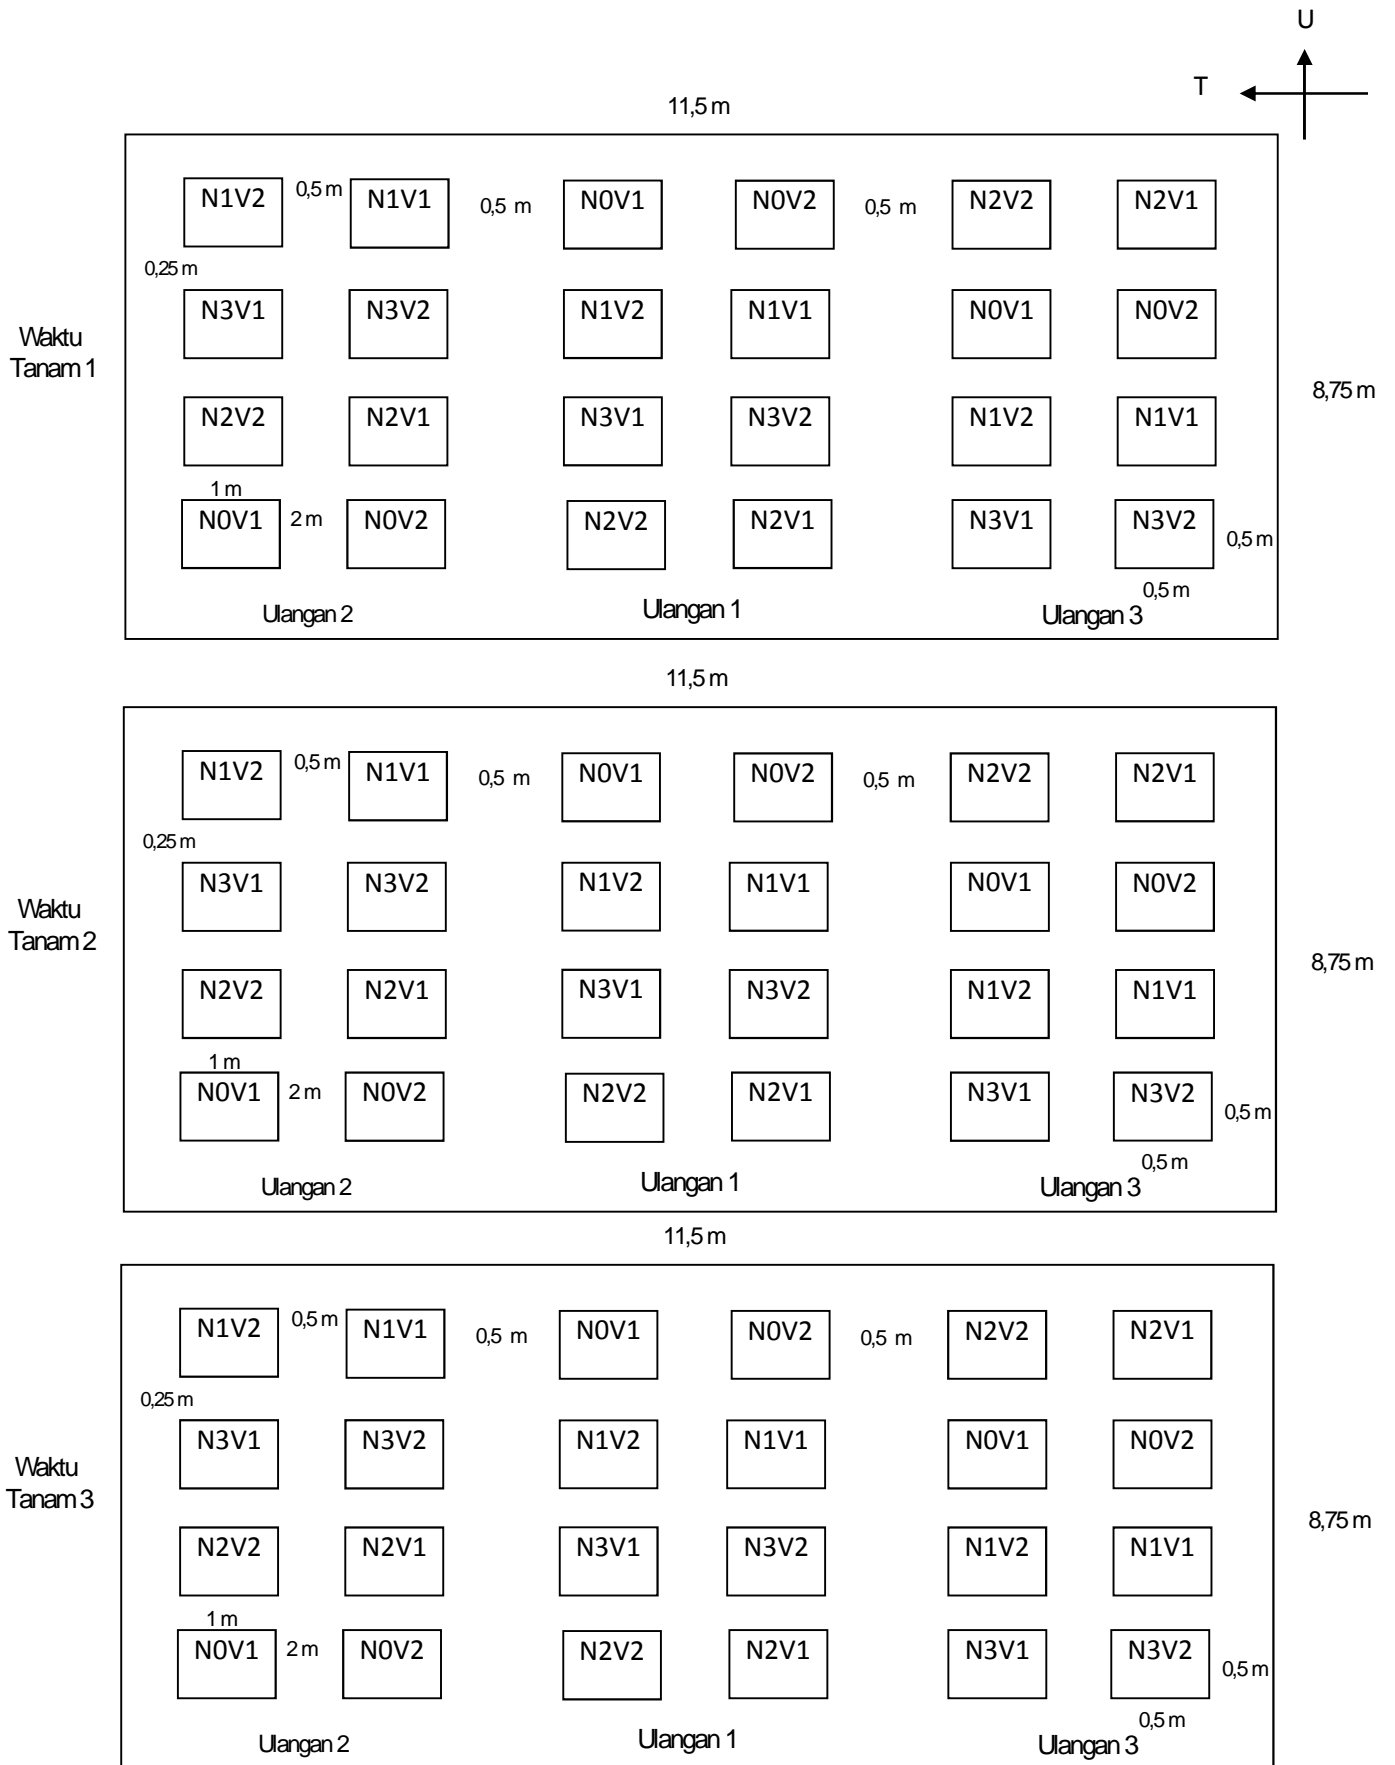 U
T
11,5 m
N1V2 0,5 m N1V1 0,5 m N0V1 N0V2 0,5 m N2V2 N2V1
0,25 m
N3V1 N3V2 N1V2 N1V1 N0V1 N0V2
Waktu
Tanam 1
8,75 m
N2V2 N2V1 N3V1 N3V2 N1V2 N1V1
1 m
N0V1 2 m N0V2 N2V2 N2V1 N3V1 N3V2 0,5 m
0,5 m
Ulangan 2 Ulangan 1 Ulangan 3
11,5 m
N1V2 0,5 m N1V1 0,5 m N0V1 N0V2 0,5 m N2V2 N2V1
0,25 m
N3V1 N3V2 N1V2 N1V1 N0V1 N0V2
Waktu
Tanam 2
8,75 m
N2V2 N2V1 N3V1 N3V2 N1V2 N1V1
1 m
N0V1 2 m N0V2 N2V2 N2V1 N3V1 N3V2 0,5 m
0,5 m
Ulangan 2 Ulangan 1 Ulangan 3
11,5 m
N1V2 0,5 m N1V1 0,5 m N0V1 N0V2 0,5 m N2V2 N2V1
0,25 m
N3V1 N3V2 N1V2 N1V1 N0V1 N0V2
Waktu
Tanam 3
8,75 m
N2V2 N2V1 N3V1 N3V2 N1V2 N1V1
1 m
N0V1 2 m N0V2 N2V2 N2V1 N3V1 N3V2 0,5 m
0,5 m
Ulangan 2 Ulangan 1 Ulangan 3